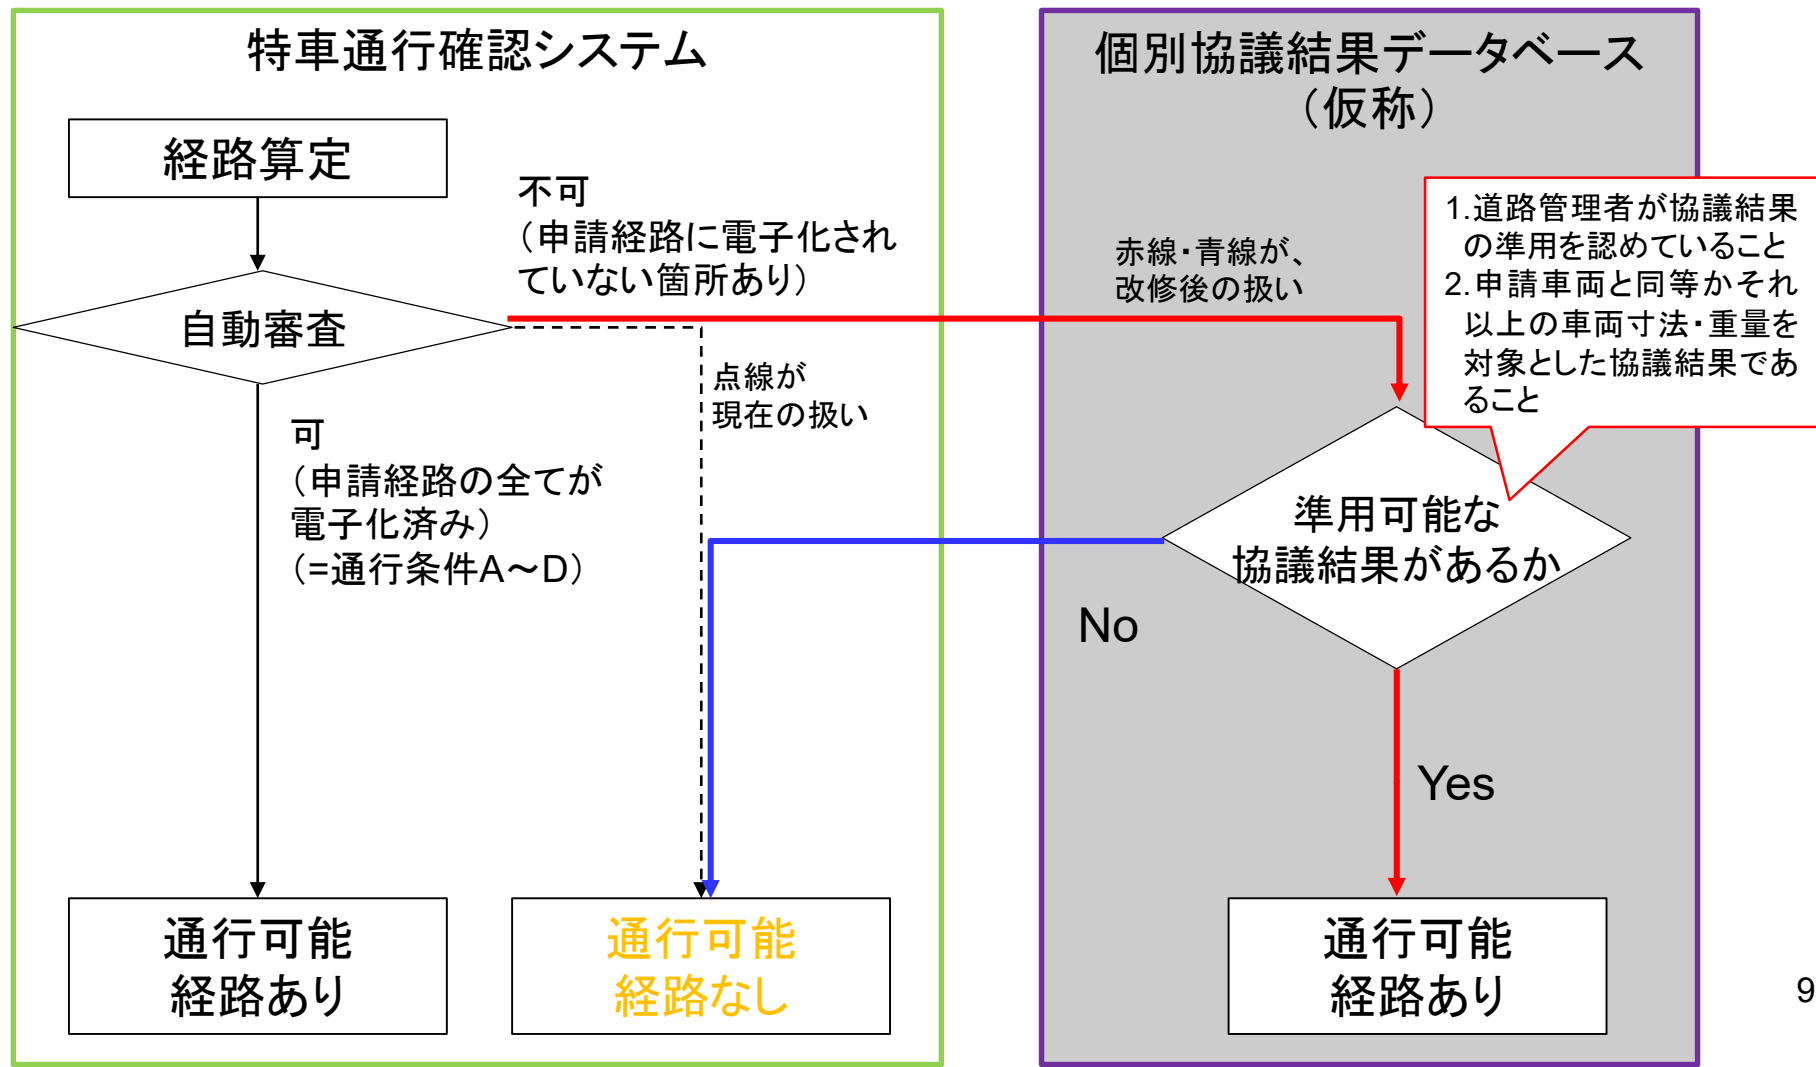 特車通行確認システム
経路算定
自動審査
不可
（申請経路に電子化され
ていない箇所あり）
点線が
現在の扱い
可
（申請経路の全てが
電子化済み）
（=通行条件A～D）
通行可能
経路あり
通行可能
経路なし
個別協議結果データベース
（仮称）
赤線・青線が、
改修後の扱い
1.道路管理者が協議結果
の準用を認めていること
2.申請車両と同等かそれ
以上の車両寸法・重量を
対象とした協議結果であ
ること
準用可能な
協議結果があるか
No
Yes
通行可能
経路あり
9